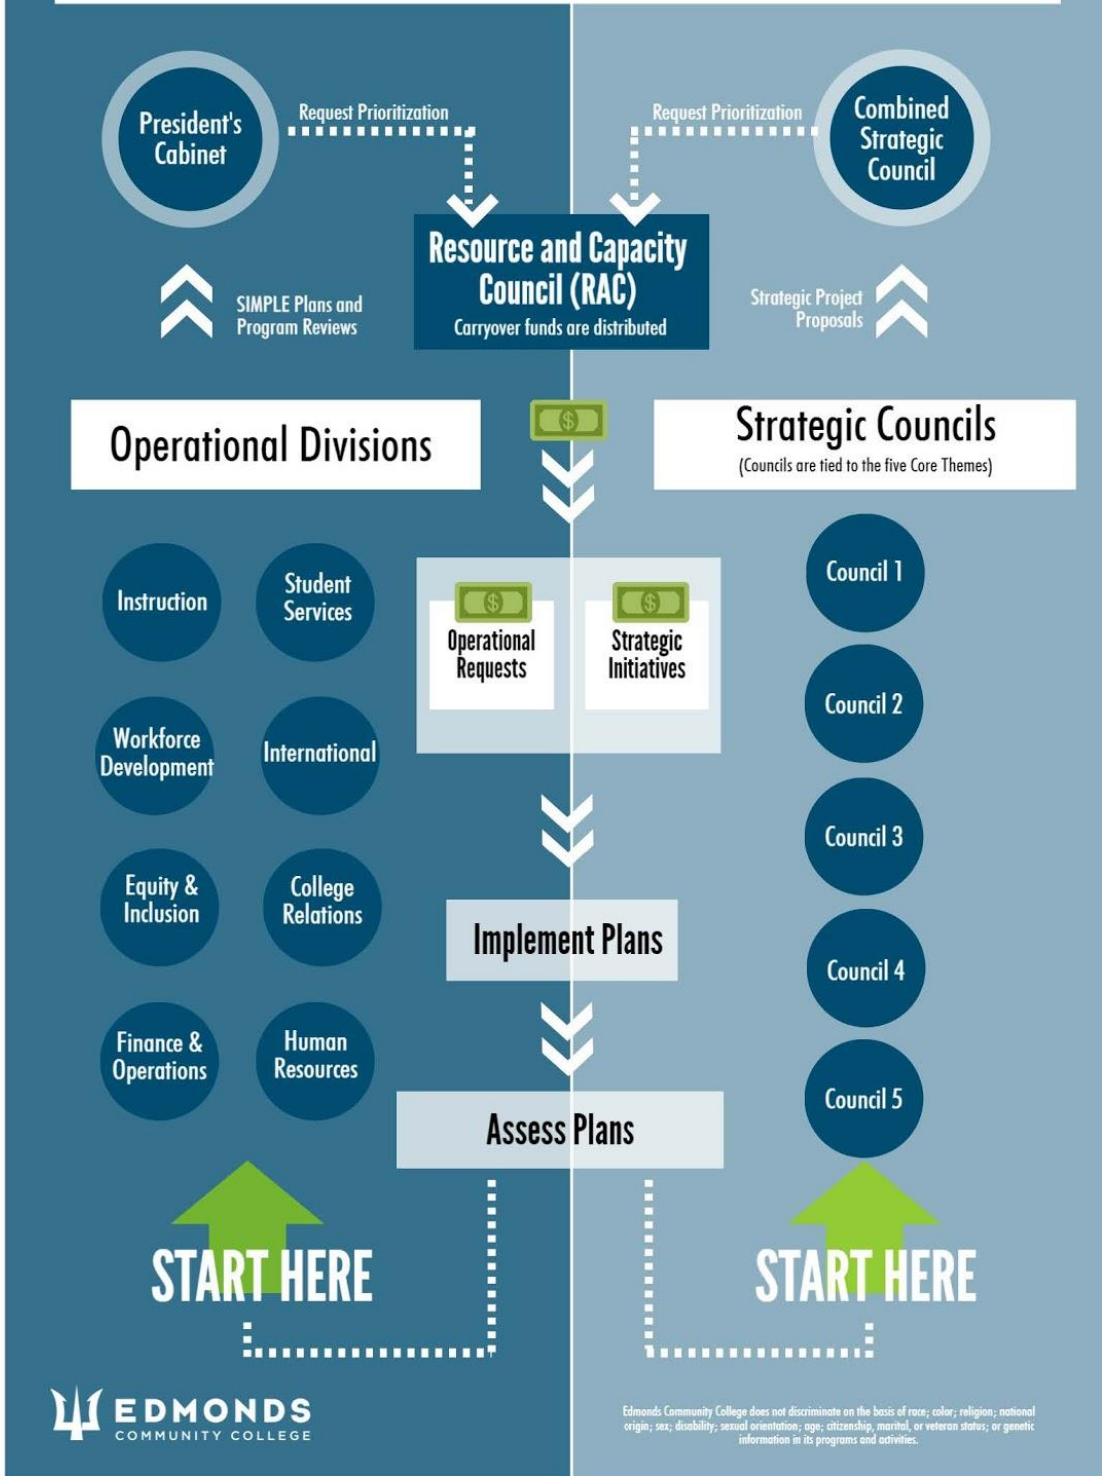 President's
Cabinet
Request Prioritization
Request Prioritization
Combined
Strategic
Council
Resource and Capacity
Council (RAC)
Carryover funds are distributed
SIMPLE Plans and
Program Reviews
Strategic Project
Proposals
Operational Divisions
Strategic Councils
(Councils are tied to the five Core Themes)
Instruction
Student
Services
Workforce
Development
International
Equity &
Inclusion
College
Relations
Finance &
Operations
Human
Resources
Operational
Requests
Strategic
Initiatives
Implement Plans
Assess Plans
Council 1
Council 2
Council 3
Council 4
Council 5
START HERE
START HERE
EDMONDS
COMMUNITY COLLEGE
Edmonds Community College does not discriminate on the basis of race; color; religion; national
origin; sex; disability; sexual orientation; age; citizenship, marital, or veteran status; or genetic
information in its programs and activities.